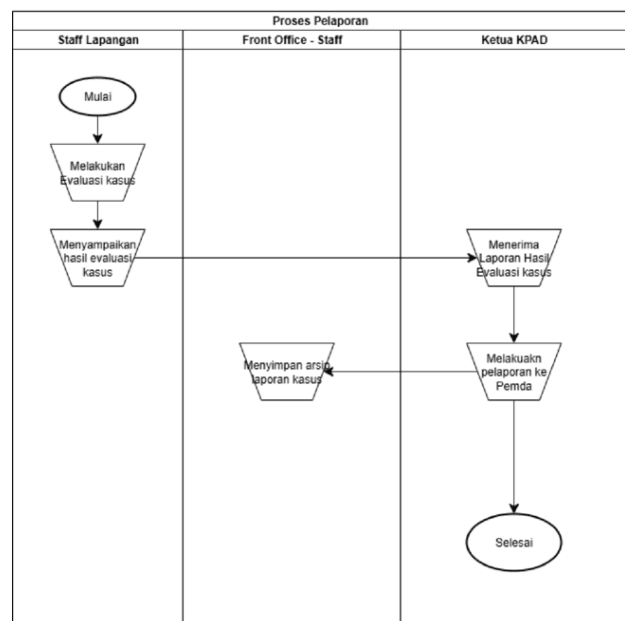 Proses Pelaporan
Staff Lapangan
Front Office - Staff
Ketua KPAD
Mulai
Melakukan
Evaluasi kasus
Menyampaikan
hasil evaluasi
kasus
Menerima
Laporan Hasil
Evaluasi kasus
Menyimpan arsip
laporan kasus
Melakuakn
pelaporan ke
Pemda
Selesai